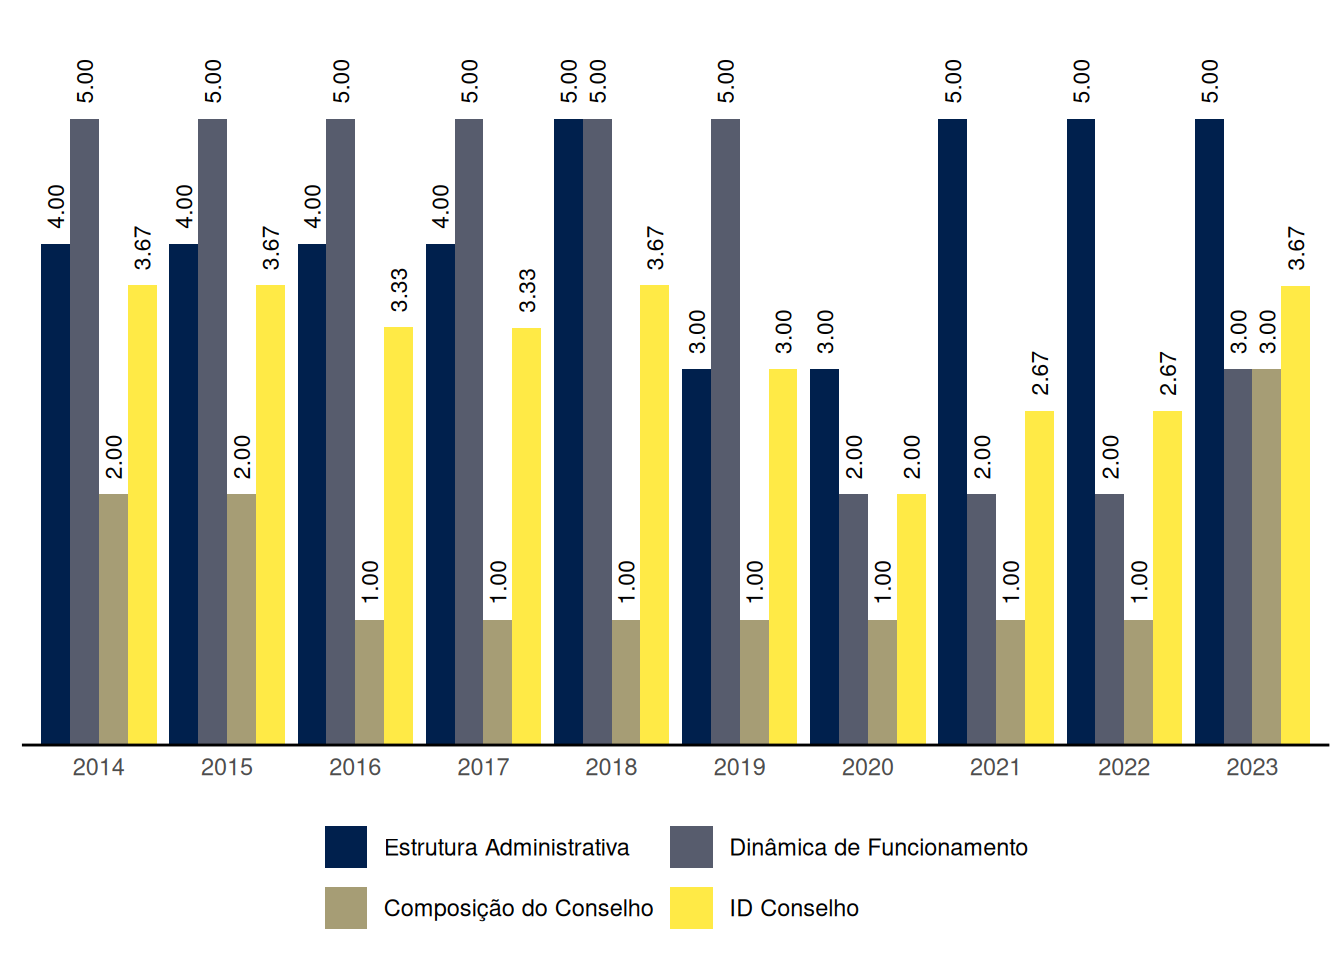 4.00 5.00 2.00 3.67
4.00 5.00 2.00 3.67
4.00 5.00 1.00 3.33
4.00 5.00 1.00 3.33
5.00 5.00 1.00 3.67
3.00 5.00 1.00 3.00
3.00 2.00 1.00 2.00
5.00 2.00 1.00 2.67
5.00 2.00 1.00 2.67
5.00 3.00 3.00 3.67
2014 2015 2016 2017 2018 2019 2020 2021 2022 2023
Estrutura Administrativa Dinâmica de Funcionamento
Composição do Conselho ID Conselho